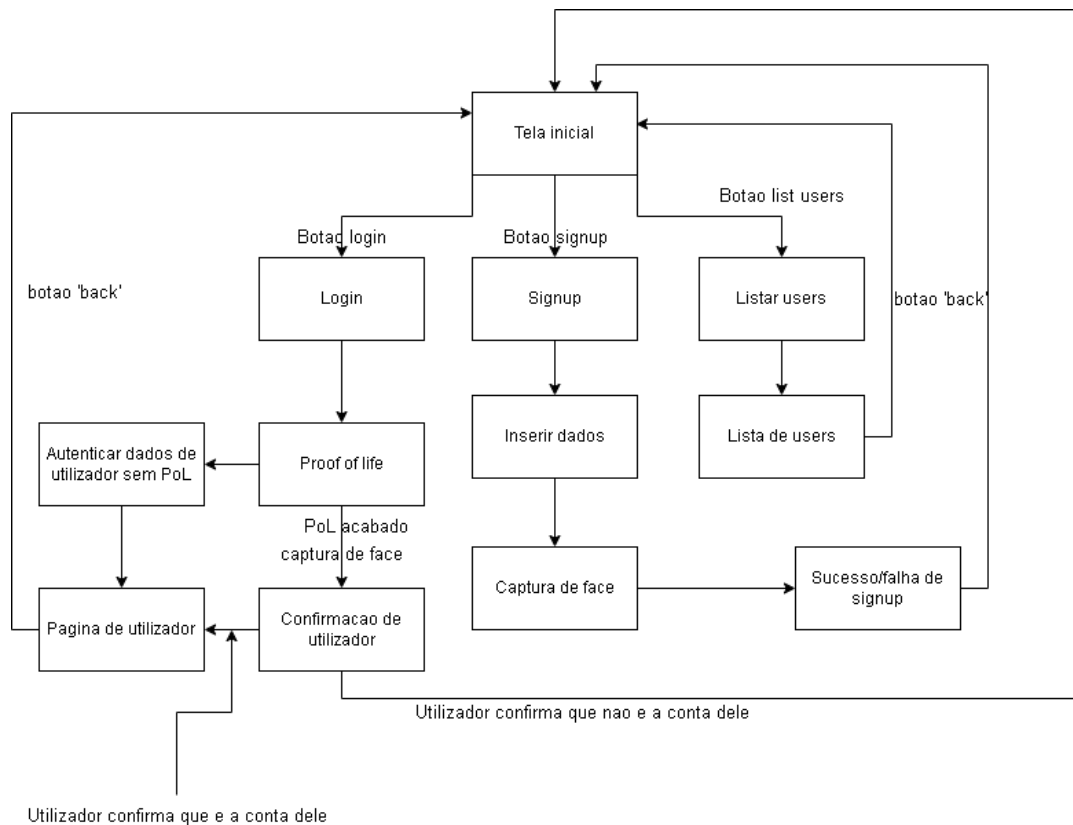 Tela inicial
Botao list users
Botao login
Botao signup
botao 'back'
Login
Signup
Listar users
botao 'back'
Autenticar dados de
utilizador sem PoL
Proof of life
Inserir dados
Lista de users
PoL acabado
captura de face
Captura de face
Sucesso/falha de
signup
Pagina de utilizador
Confirmacao de
utilizador
Utilizador confirma que nao e a conta dele
Utilizador confirma que e a conta dele